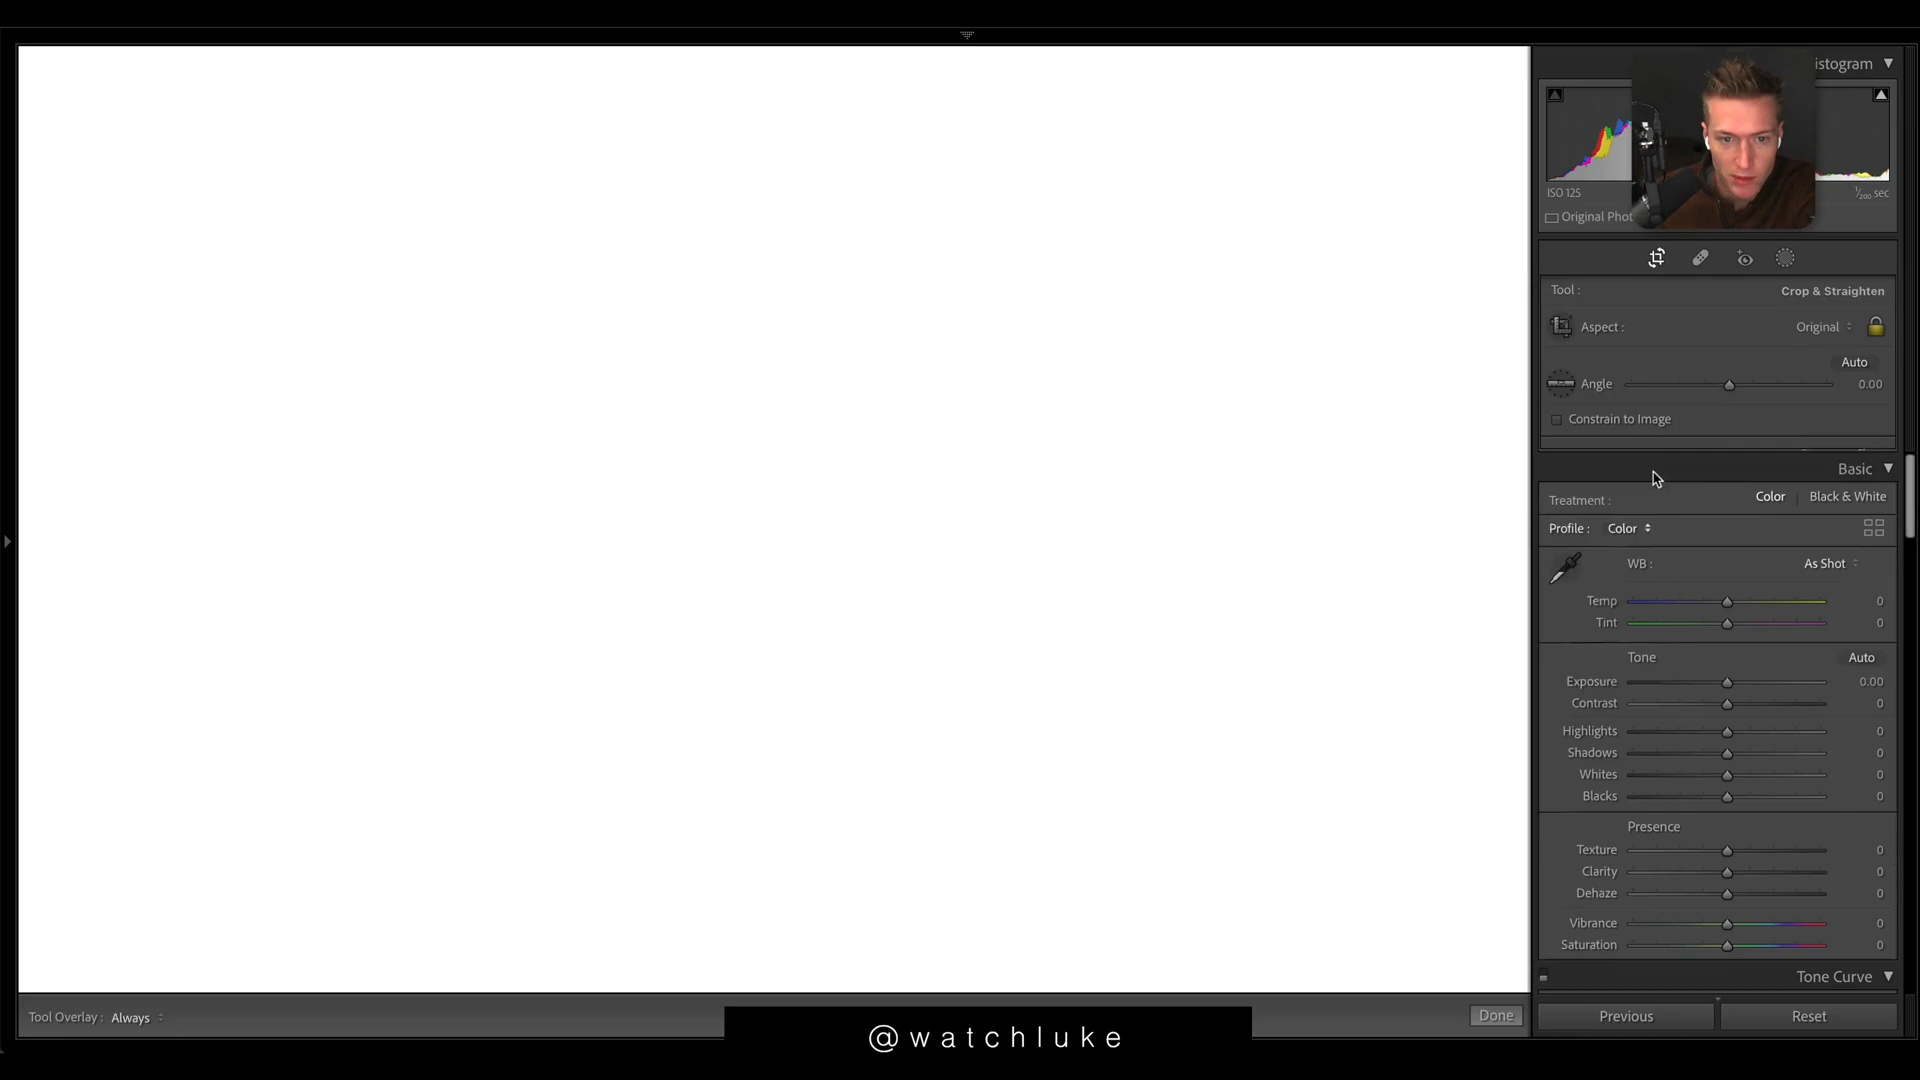 istogram
ISO 125
1/200 sec
Original Phot
Tool :
Crop & Straighten
Aspect :
Original
Auto
Angle
0.00
Constrain to Image
Basic
Treatment :
Color
Black & White
Profile :
Color
WB :
As Shot
Temp
0
Tint
0
Tone
Auto
Exposure
0.00
Contrast
0
Highlights
0
Shadows
0
Whites
0
Blacks
0
Presence
Texture
0
Clarity
0
Dehaze
0
Vibrance
0
Saturation
0
Tone Curve
Tool Overlay :
Always
Done
Previous
Reset
@watchluke